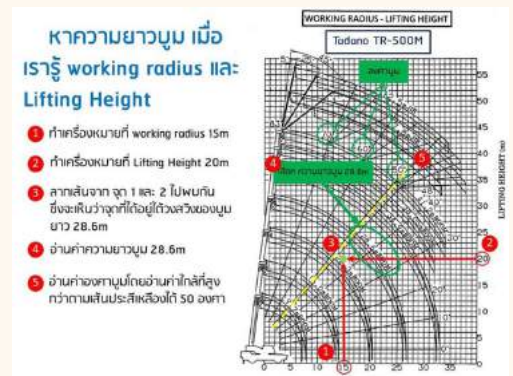 WORKING RADIUS - LIFTING HEIGHT
Tadano TR-500M
หาความยาวบูม เมื่อ
เรารู้ working radius และ
Lifting Height
1 ทำเครื่องหมายที่ working radius 15m
2 ทำเครื่องหมายที่ Lifting Height 20m
3 ลากเส้นจาก จุด 1 และ 2 ไปพบกัน
ซึ่งจะเห็นว่าจุดที่ได้อยู่ใต้วงสวิงของบูม
ยาว 28.6m
4 อ่านค่าความยาวบูม 28.6m
5 อ่านค่าองศาบูมโดยอ่านค่าใกล้ที่สูง
กว่าตามเส้นประสีเหลืองได้ 50 องศา
องศาบูม
ความยาวบูม 28.6m
4
5
3
2
1
LIFTING HEIGHT (m)
55
50
45
40
35
30
25
20
15
10
5
0
0 5 10 15 20 25 30 35